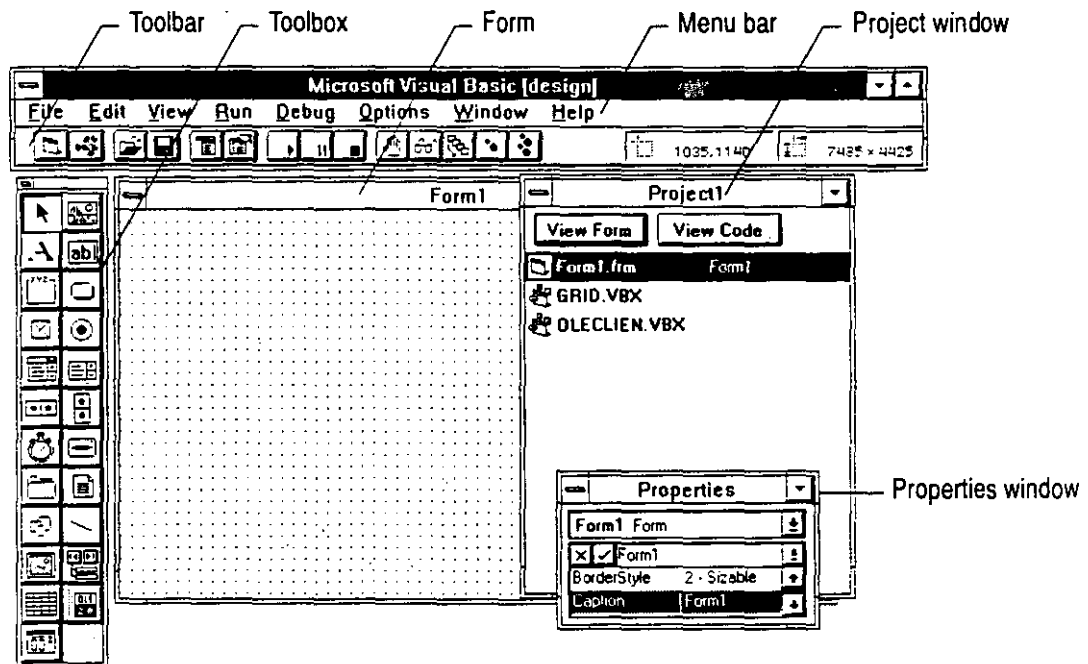 Toolbar Toolbox Form Menu bar Project window
Microsoft Visual Basic [design]
File Edit View Run Debug Options Window Help
1035,1140 7485 × 4425
Form1
Project1
View Form View Code
Form1.frm Form1
GRID.VBX
OLECLIEN.VBX
A
ab
XYZ
Properties
Properties window
Form1 Form
Form1
BorderStyle 2 - Sizable
Caption Form1